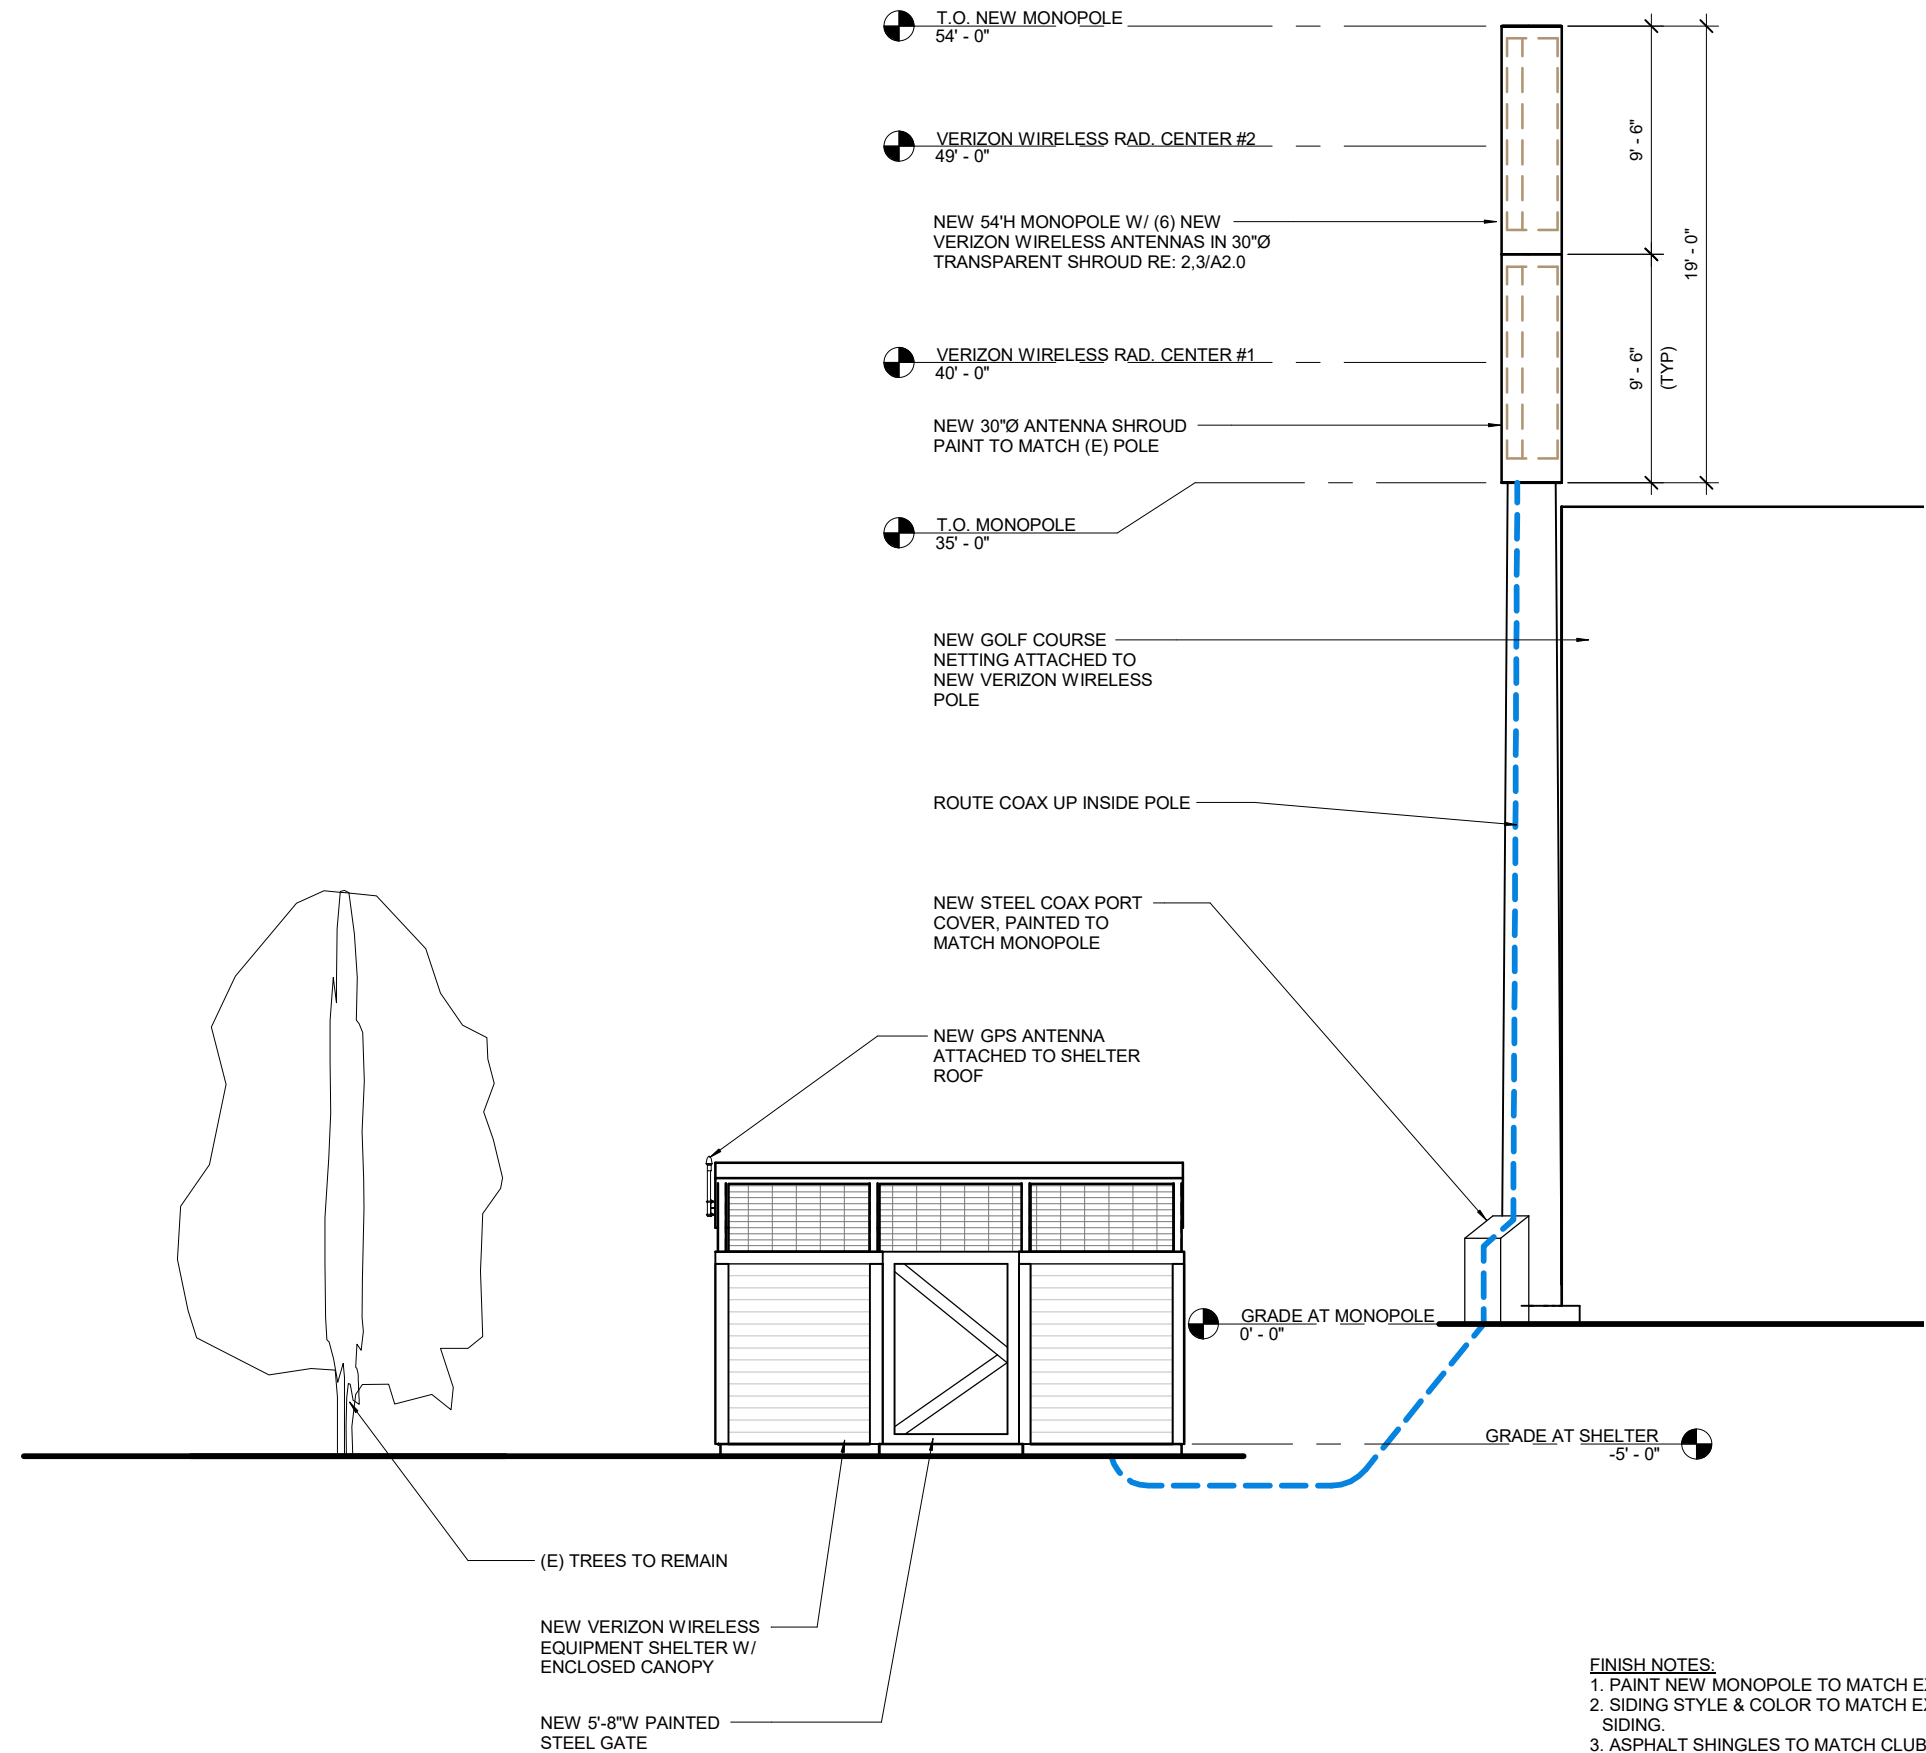 T.O. NEW MONOPOLE
54' - 0"
VERIZON WIRELESS RAD. CENTER #2
49' - 0"
9' - 6"
NEW 54'H MONOPOLE W/ (6) NEW
VERIZON WIRELESS ANTENNAS IN 30"Ø
TRANSPARENT SHROUD RE: 2,3/A2.0
19' - 0"
VERIZON WIRELESS RAD. CENTER #1
40' - 0"
9' - 6"
(TYP)
NEW 30"Ø ANTENNA SHROUD
PAINT TO MATCH (E) POLE
T.O. MONOPOLE
35' - 0"
NEW GOLF COURSE
NETTING ATTACHED TO
NEW VERIZON WIRELESS
POLE
ROUTE COAX UP INSIDE POLE
NEW STEEL COAX PORT
COVER, PAINTED TO
MATCH MONOPOLE
NEW GPS ANTENNA
ATTACHED TO SHELTER
ROOF
GRADE AT MONOPOLE
0' - 0"
GRADE AT SHELTER
-5' - 0"
(E) TREES TO REMAIN
NEW VERIZON WIRELESS
EQUIPMENT SHELTER W/
ENCLOSED CANOPY
NEW 5'-8"W PAINTED
STEEL GATE
FINISH NOTES:
1. PAINT NEW MONOPOLE TO MATCH
2. SIDING STYLE & COLOR TO MATCH
SIDING.
3. ASPHALT SHINGLES TO MATCH CLUB